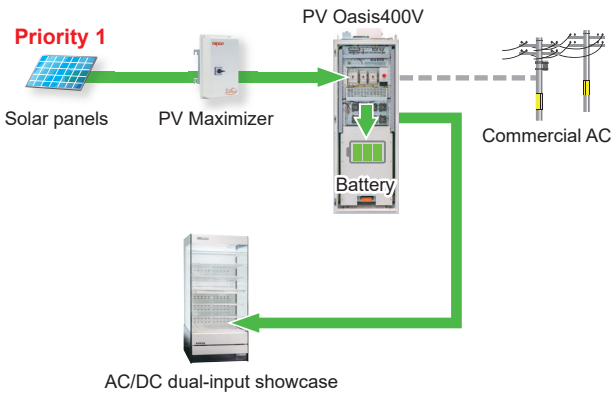 PV Oasis400V
Priority 1
Solar panels
PV Maximizer
Commercial AC
Battery
AC/DC dual-input showcase